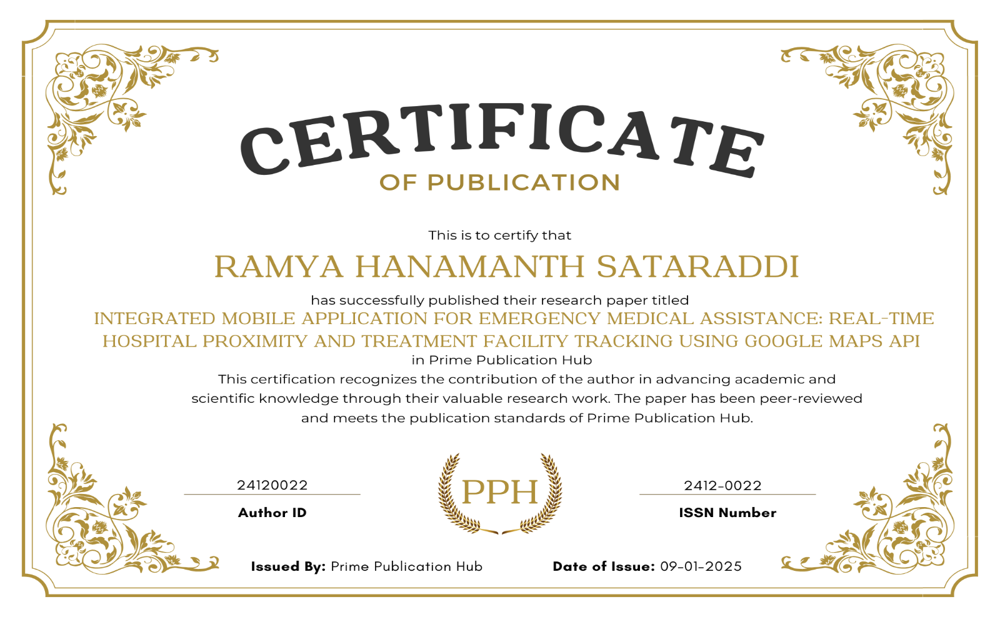 CERTIFICATE
OF PUBLICATION
This is to certify that
RAMYA HANAMANTH SATARADDI
has successfully published their research paper titled
INTEGRATED MOBILE APPLICATION FOR EMERGENCY MEDICAL ASSISTANCE: REAL-TIME
HOSPITAL PROXIMITY AND TREATMENT FACILITY TRACKING USING GOOGLE MAPS API
in Prime Publication Hub
This certification recognizes the contribution of the author in advancing academic and
scientific knowledge through their valuable research work. The paper has been peer-reviewed
and meets the publication standards of Prime Publication Hub.
24120022
Author ID
PPH
2412-0022
ISSN Number
Issued By: Prime Publication Hub
Date of Issue: 09-01-2025